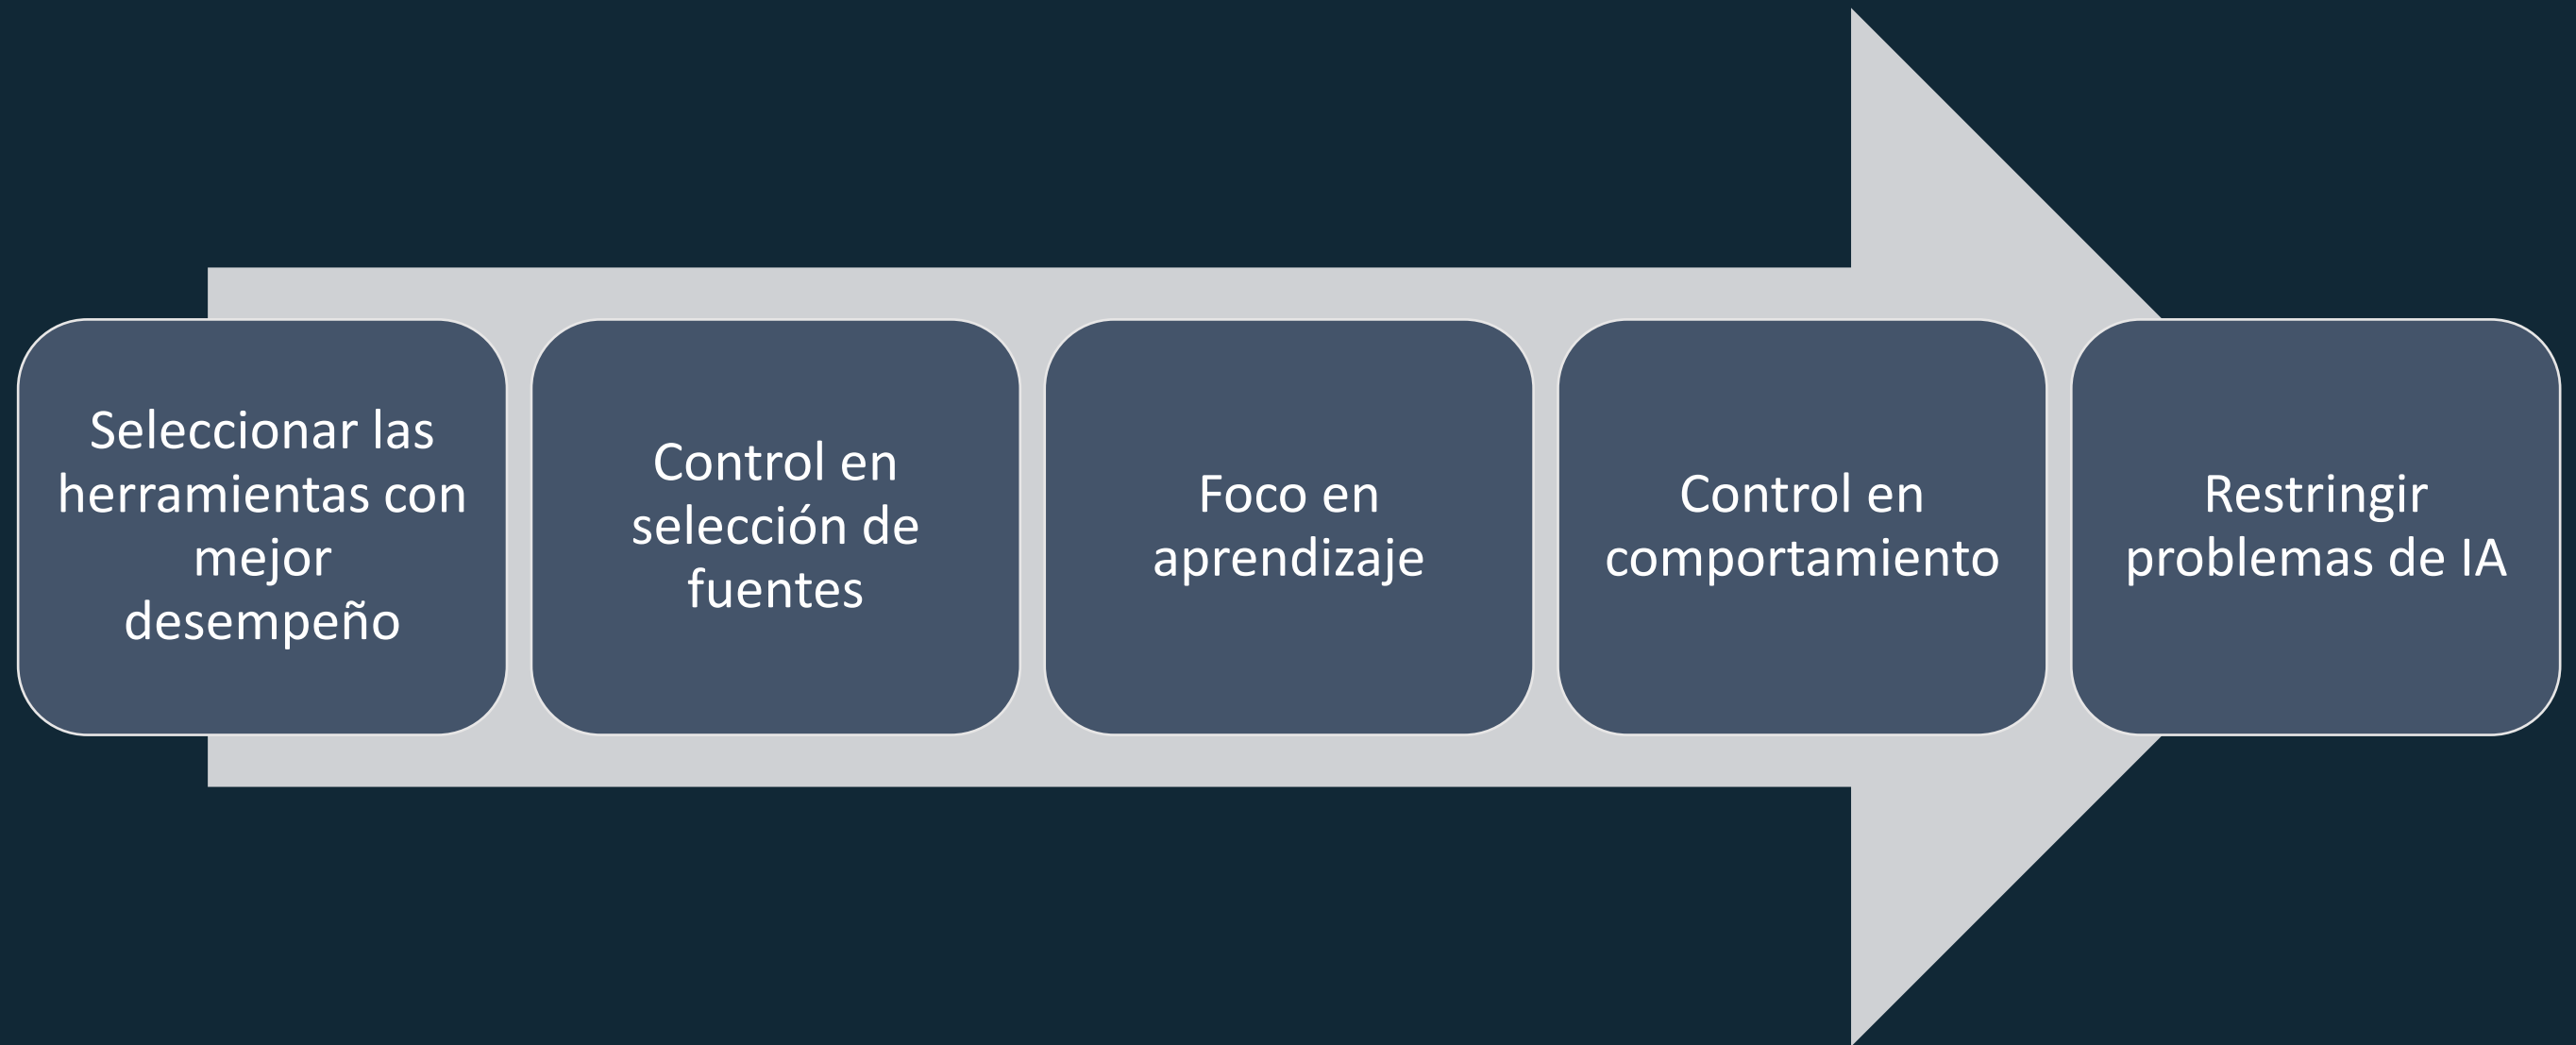 Seleccionar las
herramientas con
mejor
desempeño
Control en
selección de
fuentes
Foco en
aprendizaje
Control en
comportamiento
Restringir
problemas de IA